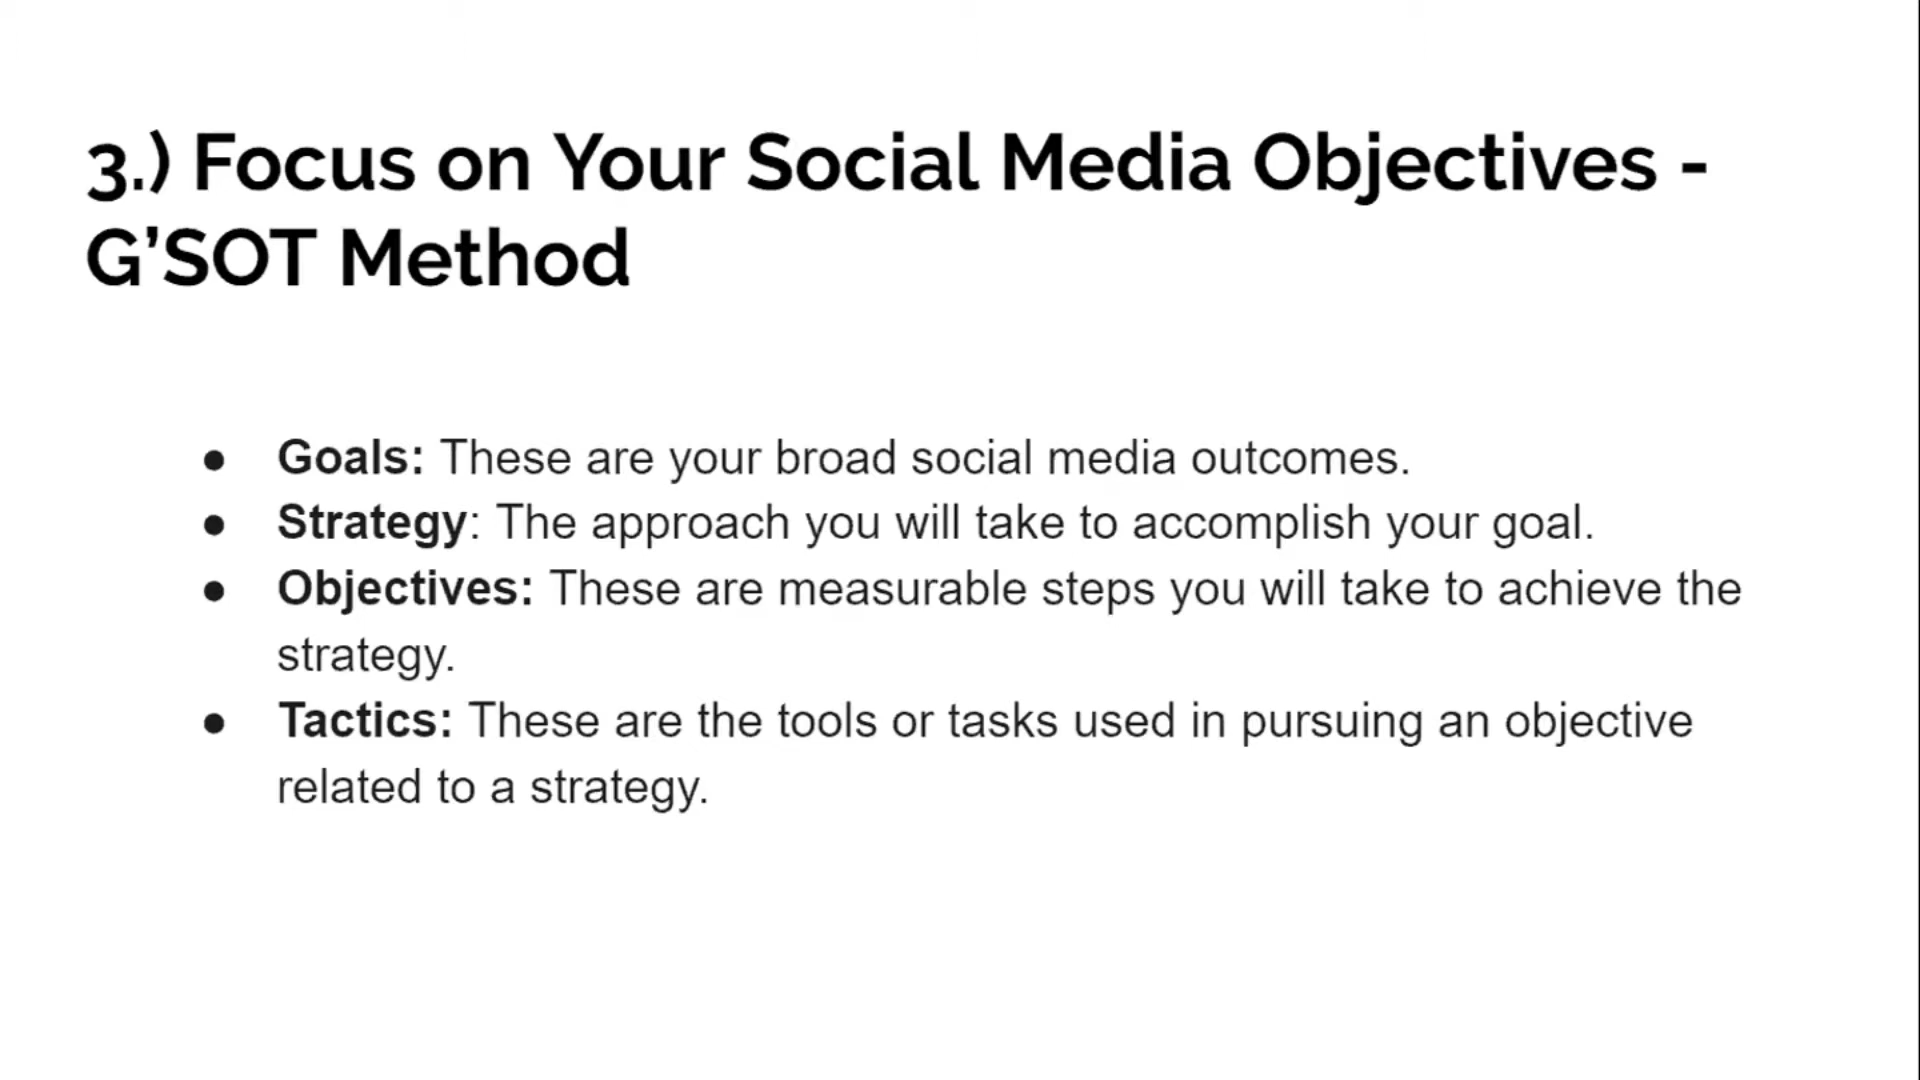 3.) Focus on Your Social Media Objectives -
G’SOT Method
● Goals: These are your broad social media outcomes.
● Strategy: The approach you will take to accomplish your goal.
● Objectives: These are measurable steps you will take to achieve the
strategy.
● Tactics: These are the tools or tasks used in pursuing an objective
related to a strategy.